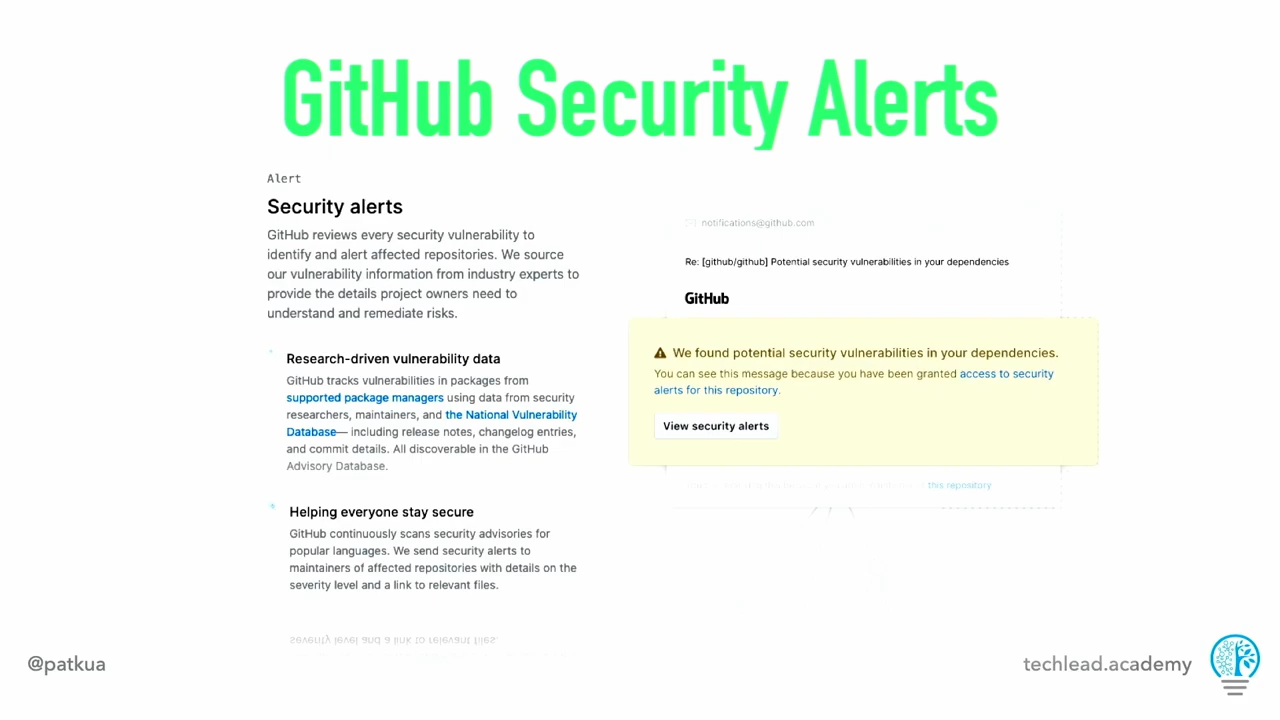 GitHub Security Alerts
Alert
Security alerts
GitHub reviews every security vulnerability to
identify and alert affected repositories. We source
our vulnerability information from industry experts to
provide the details project owners need to
understand and remediate risks.
Research-driven vulnerability data
GitHub tracks vulnerabilities in packages from
supported package managers using data from security
researchers, maintainers, and the National Vulnerability
Database— including release notes, changelog entries,
and commit details. All discoverable in the GitHub
Advisory Database.
Helping everyone stay secure
GitHub continuously scans security advisories for
popular languages. We send security alerts to
maintainers of affected repositories with details on the
severity level and a link to relevant files.
severity level and a link to relevant files.
notifications@github.com
Re: [github/github] Potential security vulnerabilities in your dependencies
GitHub
We found potential security vulnerabilities in your dependencies.
You can see this message because you have been granted access to security
alerts for this repository.
View security alerts
this repository
@patkua
techlead.academy